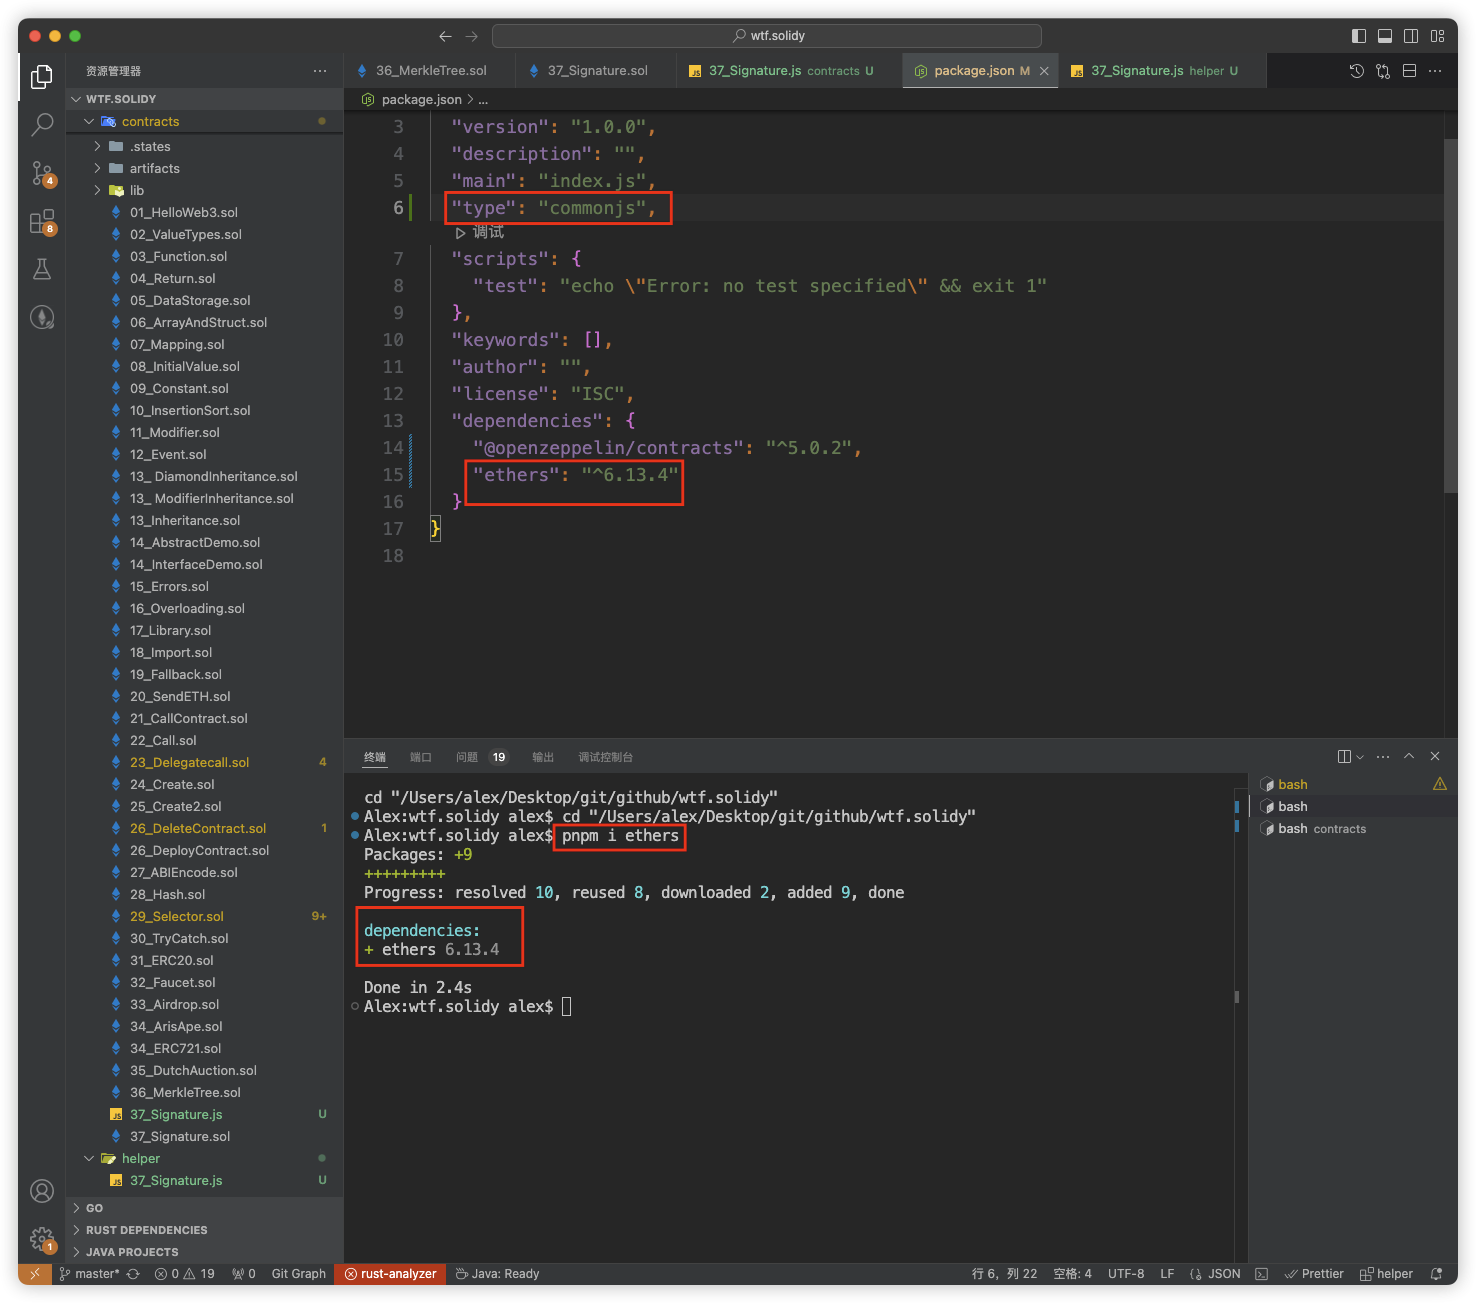 wtf.solidy
资源管理器
WTF.SOLIDY
contracts
.states
artifacts
lib
01_HelloWeb3.sol
02_ValueTypes.sol
03_Function.sol
04_Return.sol
05_DataStorage.sol
06_ArrayAndStruct.sol
07_Mapping.sol
08_InitialValue.sol
09_Constant.sol
10_InsertionSort.sol
11_Modifier.sol
12_Event.sol
13_ DiamondInheritance.sol
13_ ModifierInheritance.sol
13_Inheritance.sol
14_AbstractDemo.sol
14_InterfaceDemo.sol
15_Errors.sol
16_Overloading.sol
17_Library.sol
18_Import.sol
19_Fallback.sol
20_SendETH.sol
21_CallContract.sol
22_Call.sol
23_Delegatecall.sol 4
24_Create.sol
25_Create2.sol
26_DeleteContract.sol 1
26_DeployContract.sol
27_ABIEncode.sol
28_Hash.sol
29_Selector.sol 9+
30_TryCatch.sol
31_ERC20.sol
32_Faucet.sol
33_Airdrop.sol
34_ArisApe.sol
34_ERC721.sol
35_DutchAuction.sol
36_MerkleTree.sol
37_Signature.js U
37_Signature.sol
helper
37_Signature.js U
GO
RUST DEPENDENCIES
JAVA PROJECTS
4
8
1
36_MerkleTree.sol 37_Signature.sol JS 37_Signature.js contracts U package.json M JS 37_Signature.js helper U
package.json > ...
3 "version": "1.0.0",
4 "description": "",
5 "main": "index.js",
6 "type": "commonjs",
调试
7 "scripts": {
8 "test": "echo \"Error: no test specified\" && exit 1"
9 },
10 "keywords": [],
11 "author": "",
12 "license": "ISC",
13 "dependencies": {
14 "@openzeppelin/contracts": "^5.0.2",
15 "ethers": "^6.13.4"
16 }
17 }
18
终端 端口 问题 19 输出 调试控制台
cd "/Users/alex/Desktop/git/github/wtf.solidy"
Alex:wtf.solidy alex$ cd "/Users/alex/Desktop/git/github/wtf.solidy"
Alex:wtf.solidy alex$ pnpm i ethers
Packages: +9
+++++++++
Progress: resolved 10, reused 8, downloaded 2, added 9, done
dependencies:
+ ethers 6.13.4
Done in 2.4s
Alex:wtf.solidy alex$
bash
bash
bash contracts
master* 0 19 0 Git Graph rust-analyzer Java: Ready 行 6, 列 22 空格: 4 UTF-8 LF JSON Prettier helper